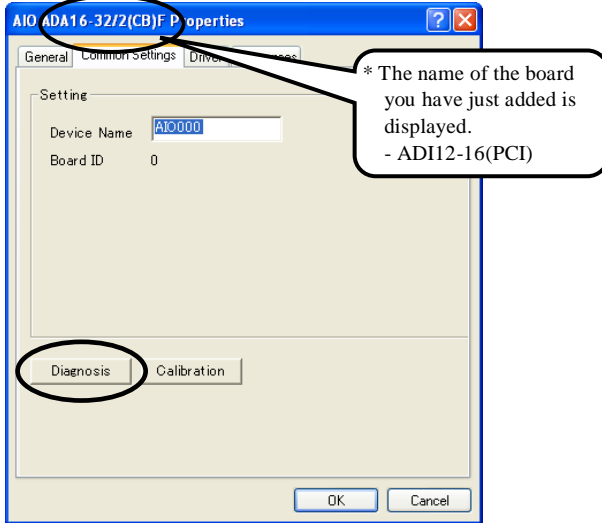 AIO ADA16-32/2(CB)F Properties
General Common Settings Driver
* The name of the board
you have just added is
displayed.
- ADI12-16(PCI)
Setting
Device Name AIO000
Board ID 0
Diagnosis Calibration
OK Cancel